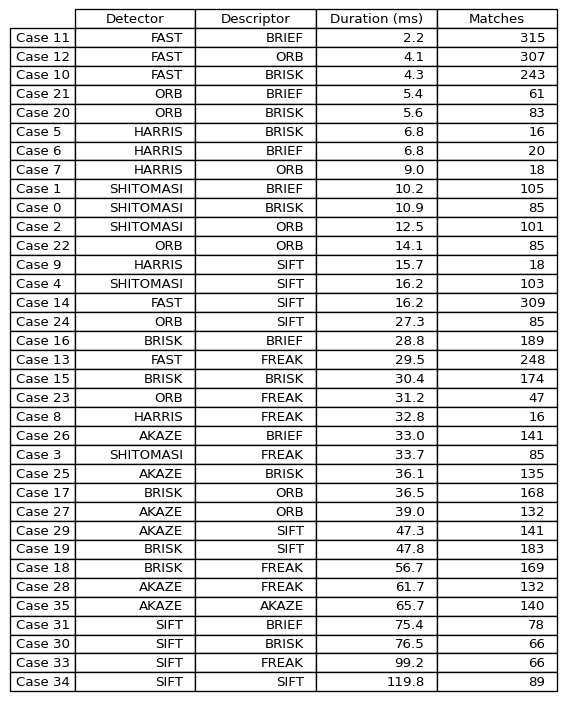 Detector Descriptor Duration (ms) Matches
Case 11 FAST BRIEF 2.2 315
Case 12 FAST ORB 4.1 307
Case 10 FAST BRISK 4.3 243
Case 21 ORB BRIEF 5.4 61
Case 20 ORB BRISK 5.6 83
Case 5 HARRIS BRISK 6.8 16
Case 6 HARRIS BRIEF 6.8 20
Case 7 HARRIS ORB 9.0 18
Case 1 SHITOMASI BRIEF 10.2 105
Case 0 SHITOMASI BRISK 10.9 85
Case 2 SHITOMASI ORB 12.5 101
Case 22 ORB ORB 14.1 85
Case 9 HARRIS SIFT 15.7 18
Case 4 SHITOMASI SIFT 16.2 103
Case 14 FAST SIFT 16.2 309
Case 24 ORB SIFT 27.3 85
Case 16 BRISK BRIEF 28.8 189
Case 13 FAST FREAK 29.5 248
Case 15 BRISK BRISK 30.4 174
Case 23 ORB FREAK 31.2 47
Case 8 HARRIS FREAK 32.8 16
Case 26 AKAZE BRIEF 33.0 141
Case 3 SHITOMASI FREAK 33.7 85
Case 25 AKAZE BRISK 36.1 135
Case 17 BRISK ORB 36.5 168
Case 27 AKAZE ORB 39.0 132
Case 29 AKAZE SIFT 47.3 141
Case 19 BRISK SIFT 47.8 183
Case 18 BRISK FREAK 56.7 169
Case 28 AKAZE FREAK 61.7 132
Case 35 AKAZE AKAZE 65.7 140
Case 31 SIFT BRIEF 75.4 78
Case 30 SIFT BRISK 76.5 66
Case 33 SIFT FREAK 99.2 66
Case 34 SIFT SIFT 119.8 89